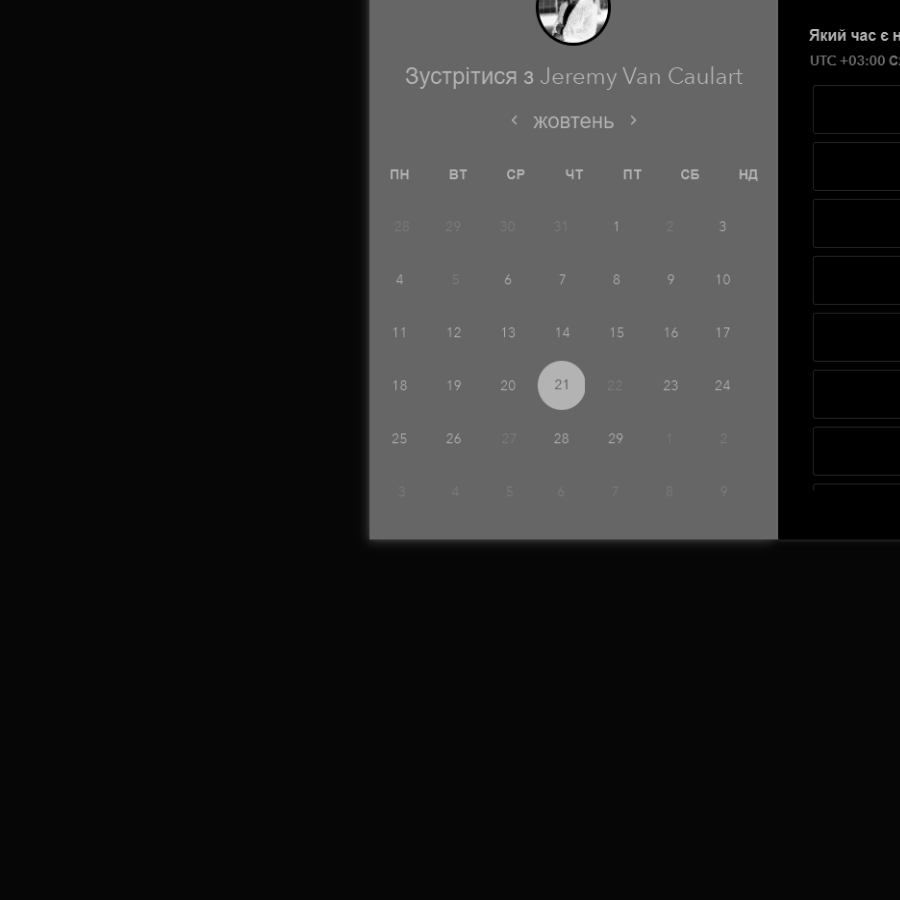 Зустрітися з Jeremy Van Caulart
жовтень
ПН ВТ СР ЧТ ПТ СБ НД
28 29 30 31 1 2 3
4 5 6 7 8 9 10
11 12 13 14 15 16 17
18 19 20 21 22 23 24
25 26 27 28 29 1 2
3 4 5 6 7 8 9
Який час є
UTC +03:00